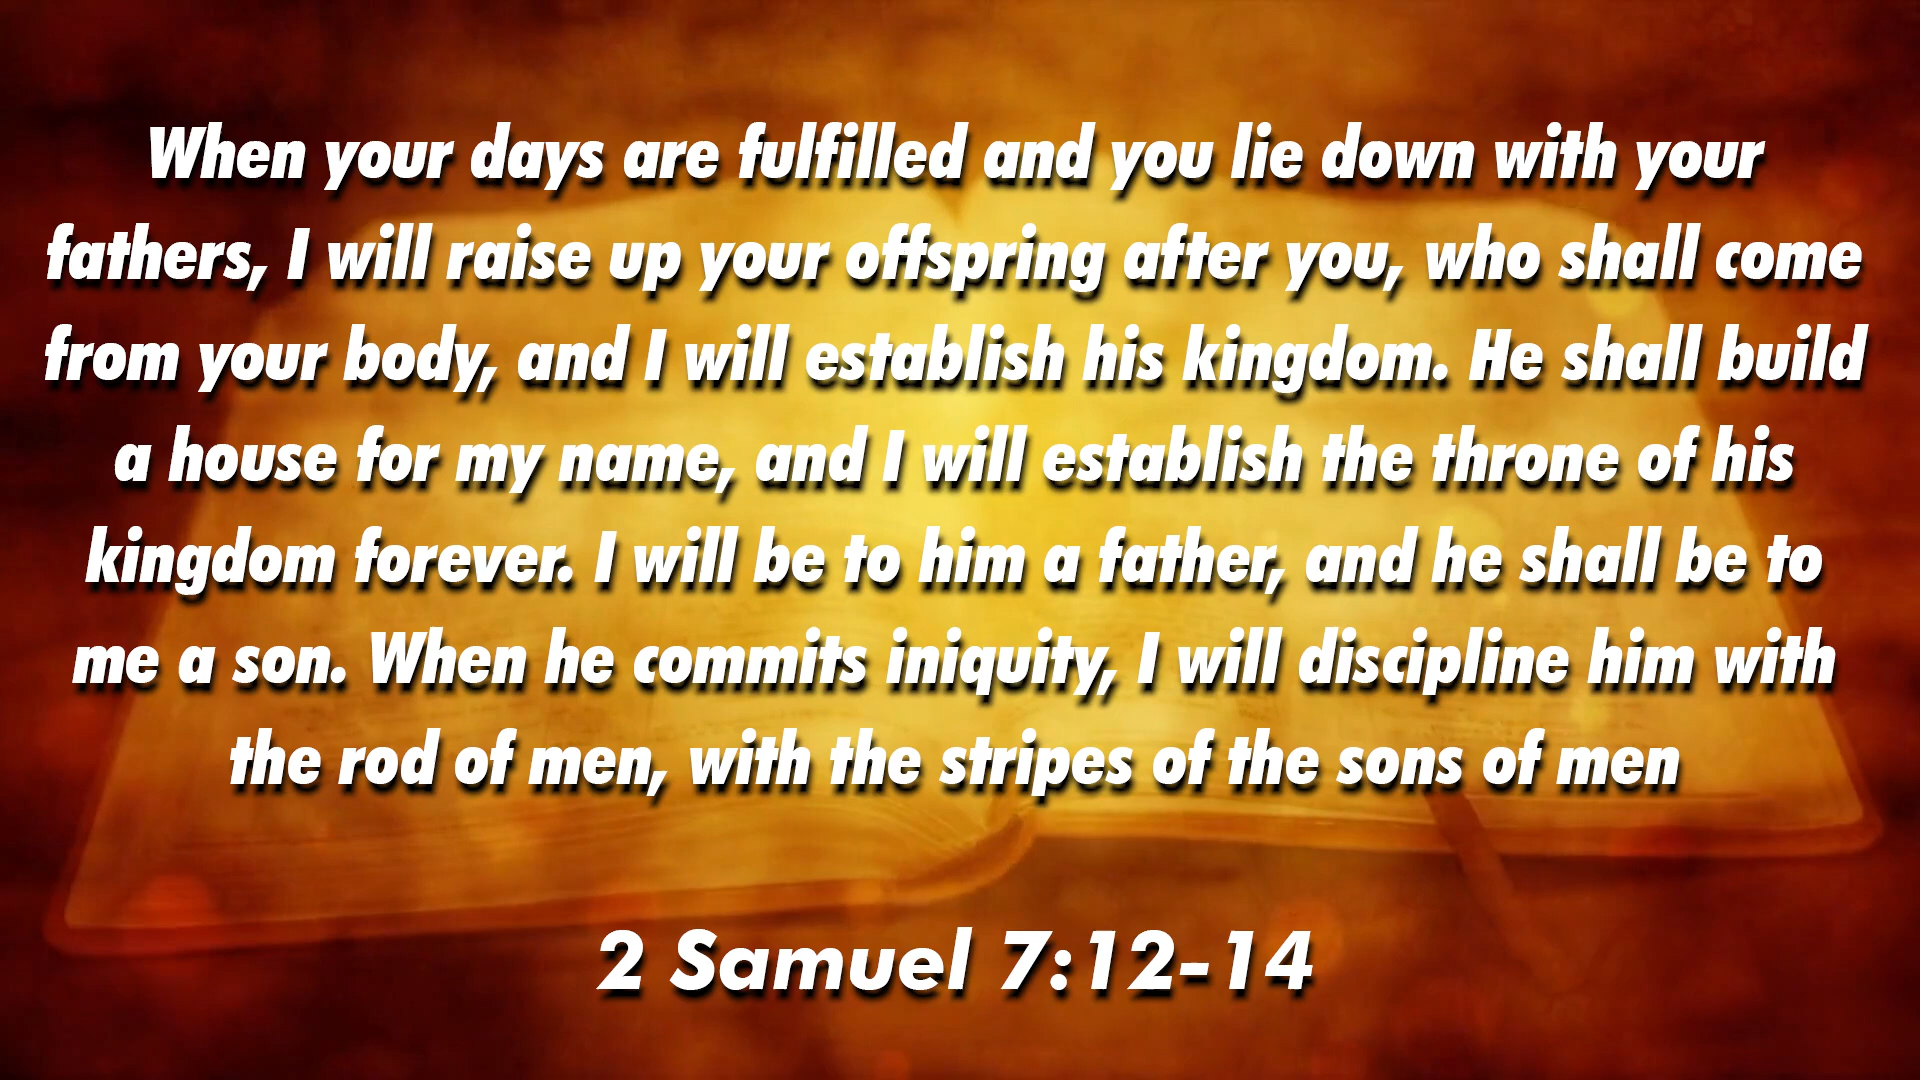 When your days are fulfilled and you lie down with your
fathers, I will raise up your offspring after you, who shall come
from your body, and I will establish his kingdom. He shall build
a house for my name, and I will establish the throne of his
kingdom forever. I will be to him a father, and he shall be to
me a son. When he commits iniquity, I will discipline him with
the rod of men, with the stripes of the sons of men
2 Samuel 7:12-14